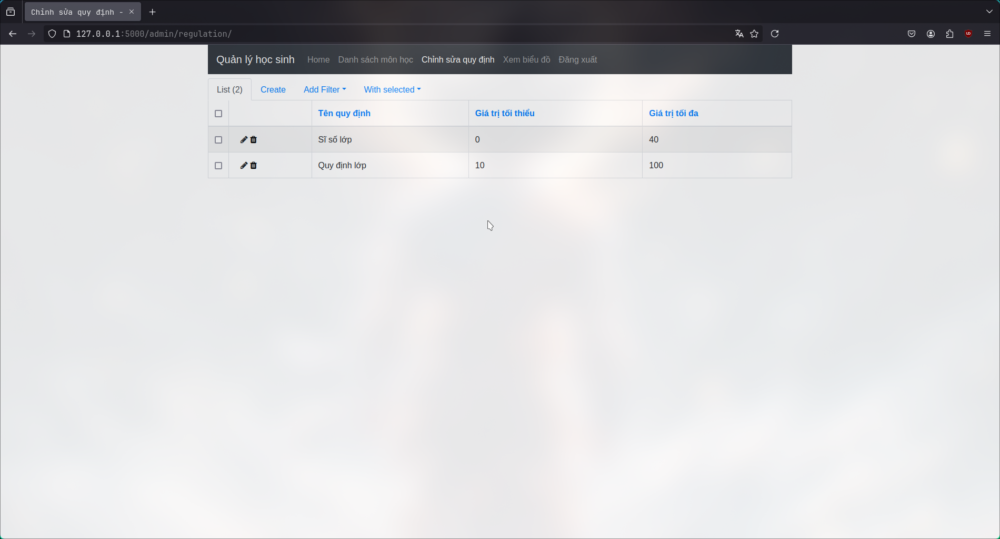 Chỉnh sửa quy định -
127.0.0.1:5000/admin/regulation/
Quản lý học sinh Home Danh sách môn học Chỉnh sửa quy định Xem biểu đồ Đăng xuất
List (2) Create Add Filter With selected
Tên quy định Giá trị tối thiểu Giá trị tối đa
Sĩ số lớp 0 40
Quy định lớp 10 100